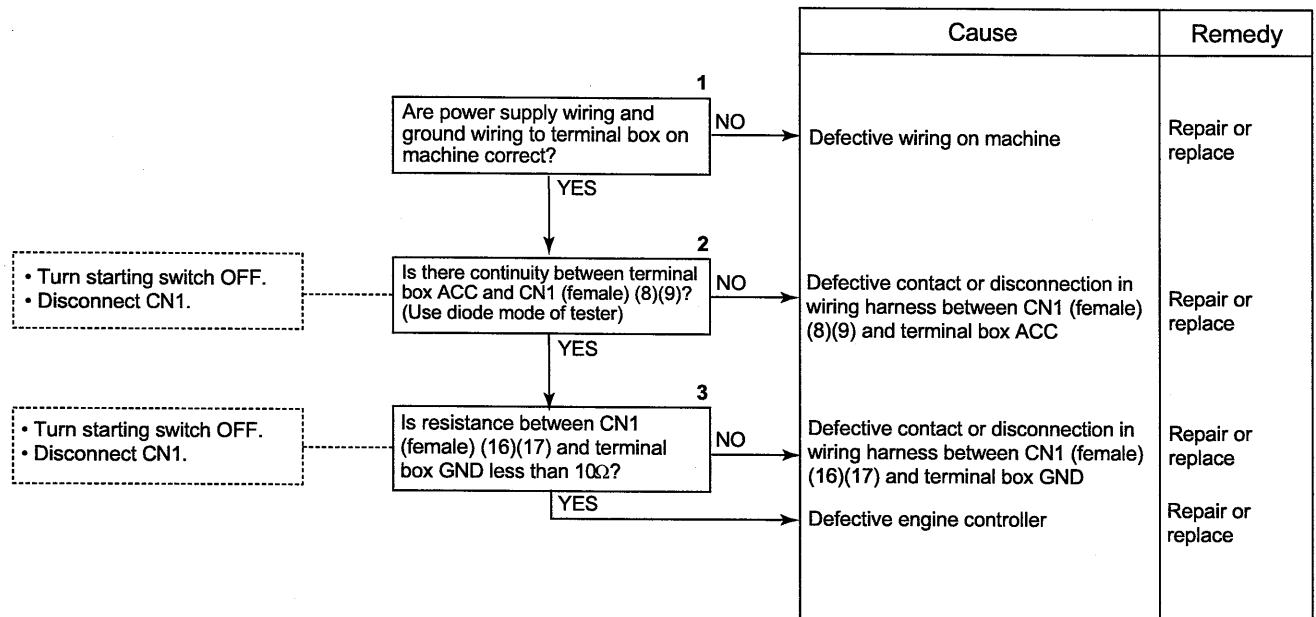 Cause
Remedy
1
Are power supply wiring and
ground wiring to terminal box on
machine correct?
NO
Defective wiring on machine
Repair or
replace
YES
2
• Turn starting switch OFF.
• Disconnect CN1.
Is there continuity between terminal
box ACC and CN1 (female) (8)(9)?
(Use diode mode of tester)
NO
Defective contact or disconnection in
wiring harness between CN1 (female)
(8)(9) and terminal box ACC
Repair or
replace
YES
3
• Turn starting switch OFF.
• Disconnect CN1.
Is resistance between CN1
(female) (16)(17) and terminal
box GND less than 10Ω?
NO
Defective contact or disconnection in
wiring harness between CN1 (female)
(16)(17) and terminal box GND
Repair or
replace
YES
Defective engine controller
Repair or
replace